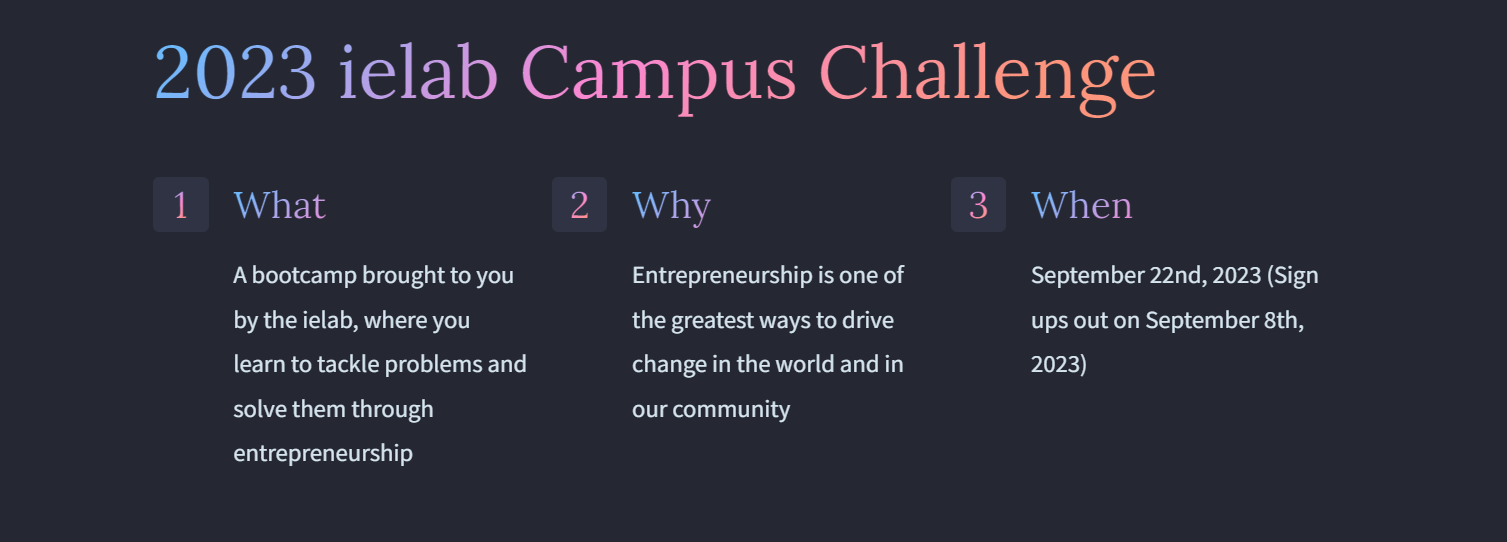 2023 ielab Campus Challenge
1 What
A bootcamp brought to you
by the ielab, where you
learn to tackle problems and
solve them through
entrepreneurship
2 Why
Entrepreneurship is one of
the greatest ways to drive
change in the world and in
our community
3 When
September 22nd, 2023 (Sign
ups out on September 8th,
2023)